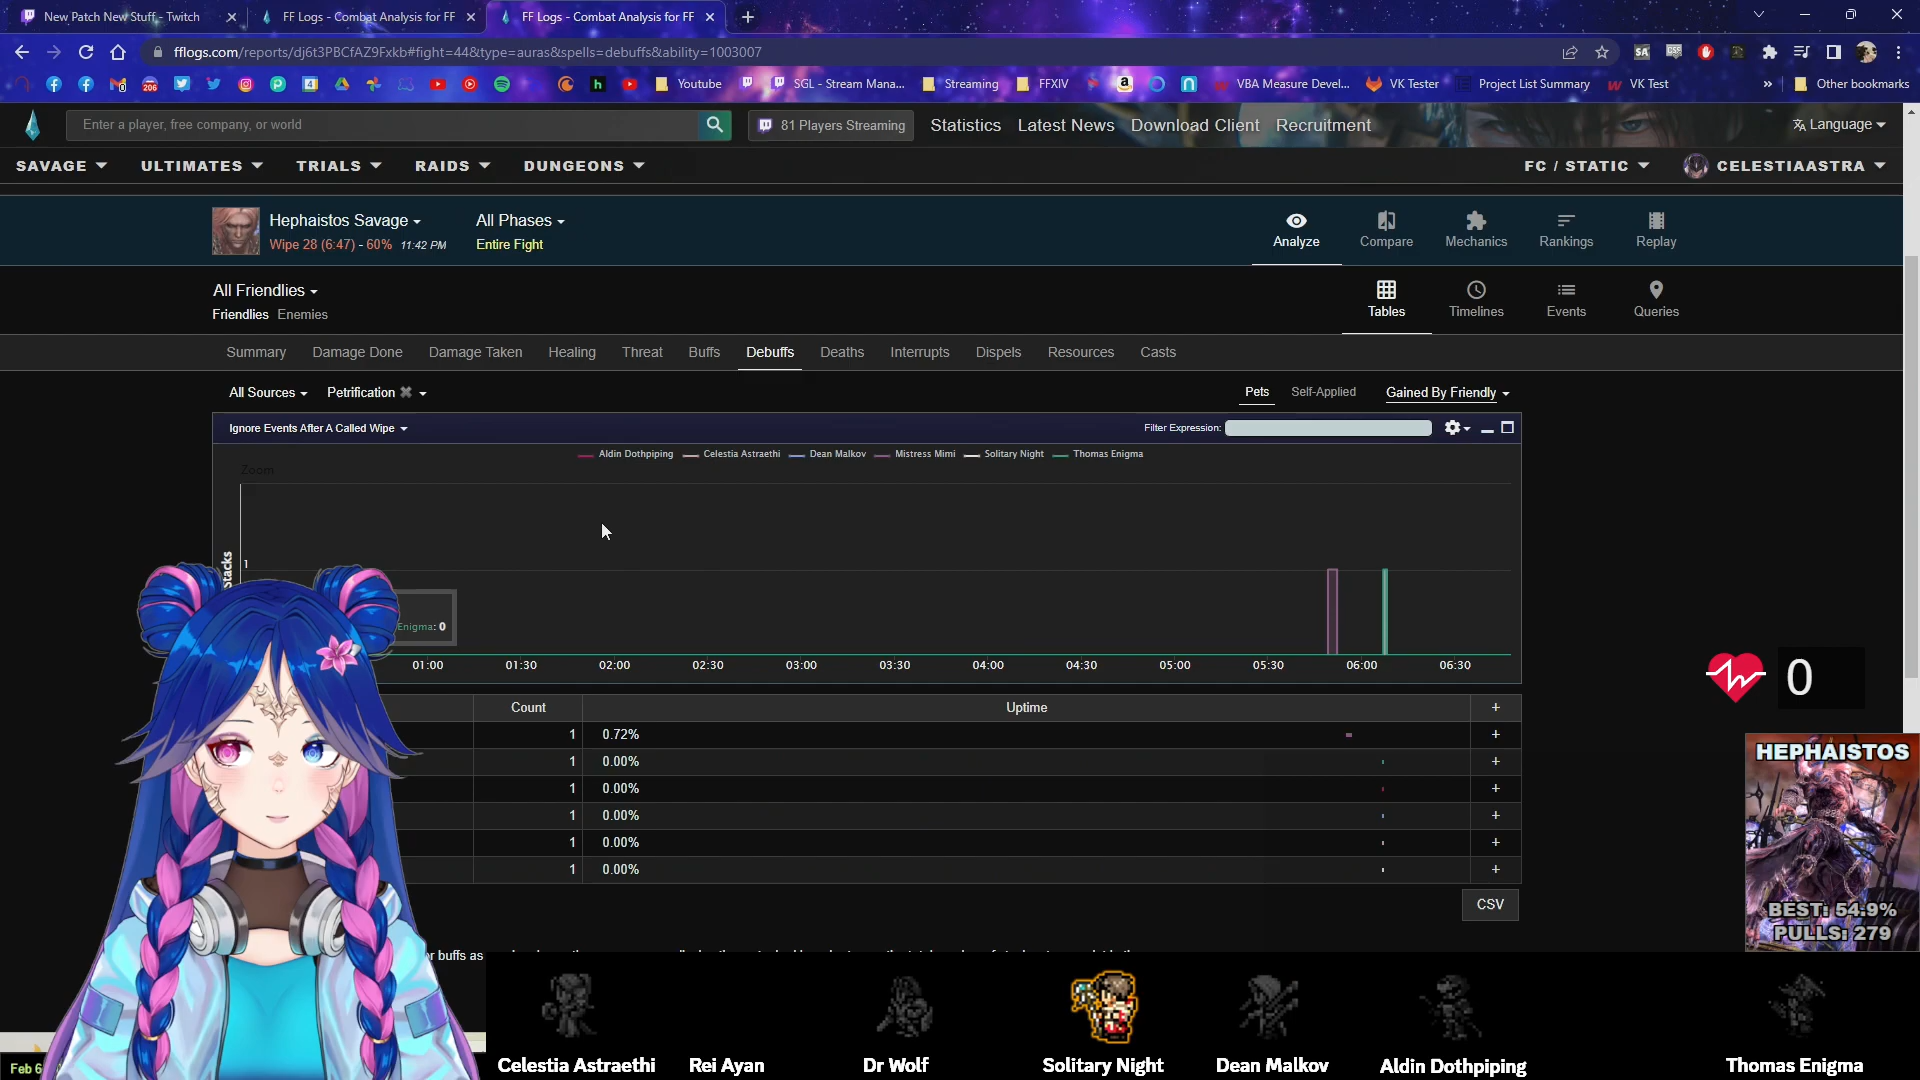 New Patch New Stuff - Twitch
FF Logs - Combat Analysis for FF
FF Logs - Combat Analysis for FF
fflogs.com/reports/dj6t3PBCfAZ9Fxkb#fight=44&type=auras&spells=debuffs&ability=1003007
206
Youtube
SGL - Stream Mana...
Streaming
FFXIV
VBA Measure Devel...
VK Tester
Project List Summary
VK Test
Other bookmarks
Enter a player, free company, or world
81 Players Streaming
Statistics
Latest News
Download Client
Recruitment
Language
SAVAGE
ULTIMATES
TRIALS
RAIDS
DUNGEONS
FC / STATIC
CELESTIAASTRA
Hephaistos Savage
All Phases
Wipe 28 (6:47) - 60% 11:42 PM
Entire Fight
Analyze
Compare
Mechanics
Rankings
Replay
All Friendlies
Friendlies Enemies
Tables
Timelines
Events
Queries
Summary
Damage Done
Damage Taken
Healing
Threat
Buffs
Debuffs
Deaths
Interrupts
Dispels
Resources
Casts
All Sources
Petrification
Pets
Self-Applied
Gained By Friendly
Ignore Events After A Called Wipe
Filter Expression:
Aldin Dothpiping
Celestia Astraethi
Dean Malkov
Mistress Mimi
Solitary Night
Thomas Enigma
Zoom
Stacks
1
Enigma: 0
01:00
01:30
02:00
02:30
03:00
03:30
04:00
04:30
05:00
05:30
06:00
06:30
Count
Uptime
+
1 0.72% +
1 0.00% +
1 0.00% +
1 0.00% +
1 0.00% +
1 0.00% +
CSV
r buffs as
0
HEPHAISTOS
BEST: 54.9%
PULLS: 279
Celestia Astraethi
Rei Ayan
Dr Wolf
Solitary Night
Dean Malkov
Aldin Dothpiping
Thomas Enigma
Feb 6